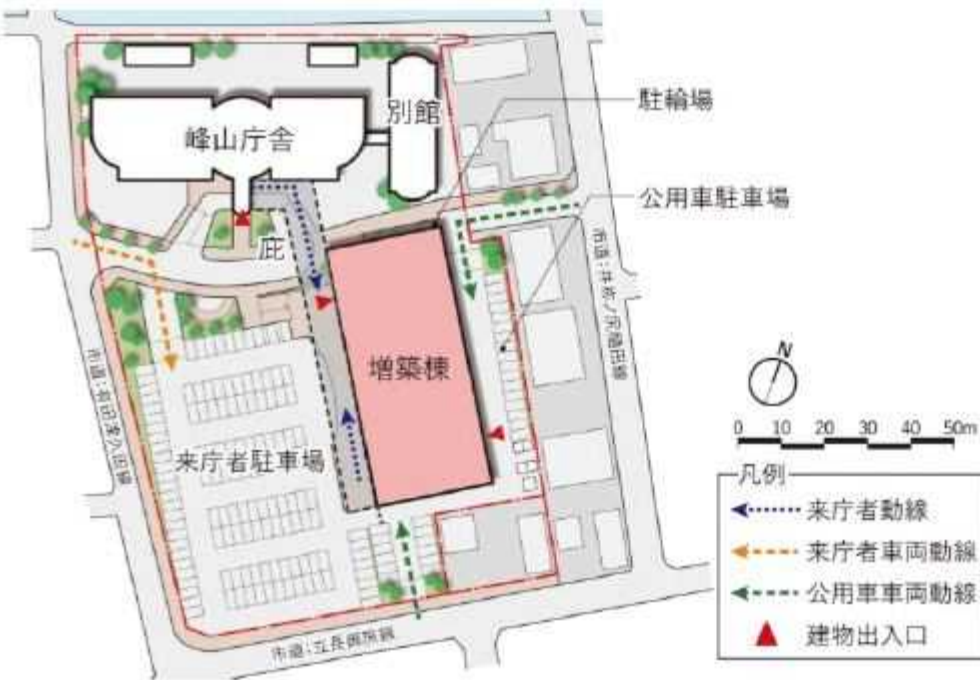 別館
駐輪場
峰山庁舎
公用車駐車場
庇
増築棟
来庁者駐車場
N
0 10 20 30 40 50m
凡例
来庁者動線
来庁者車両動線
公用車車両動線
建物出入口